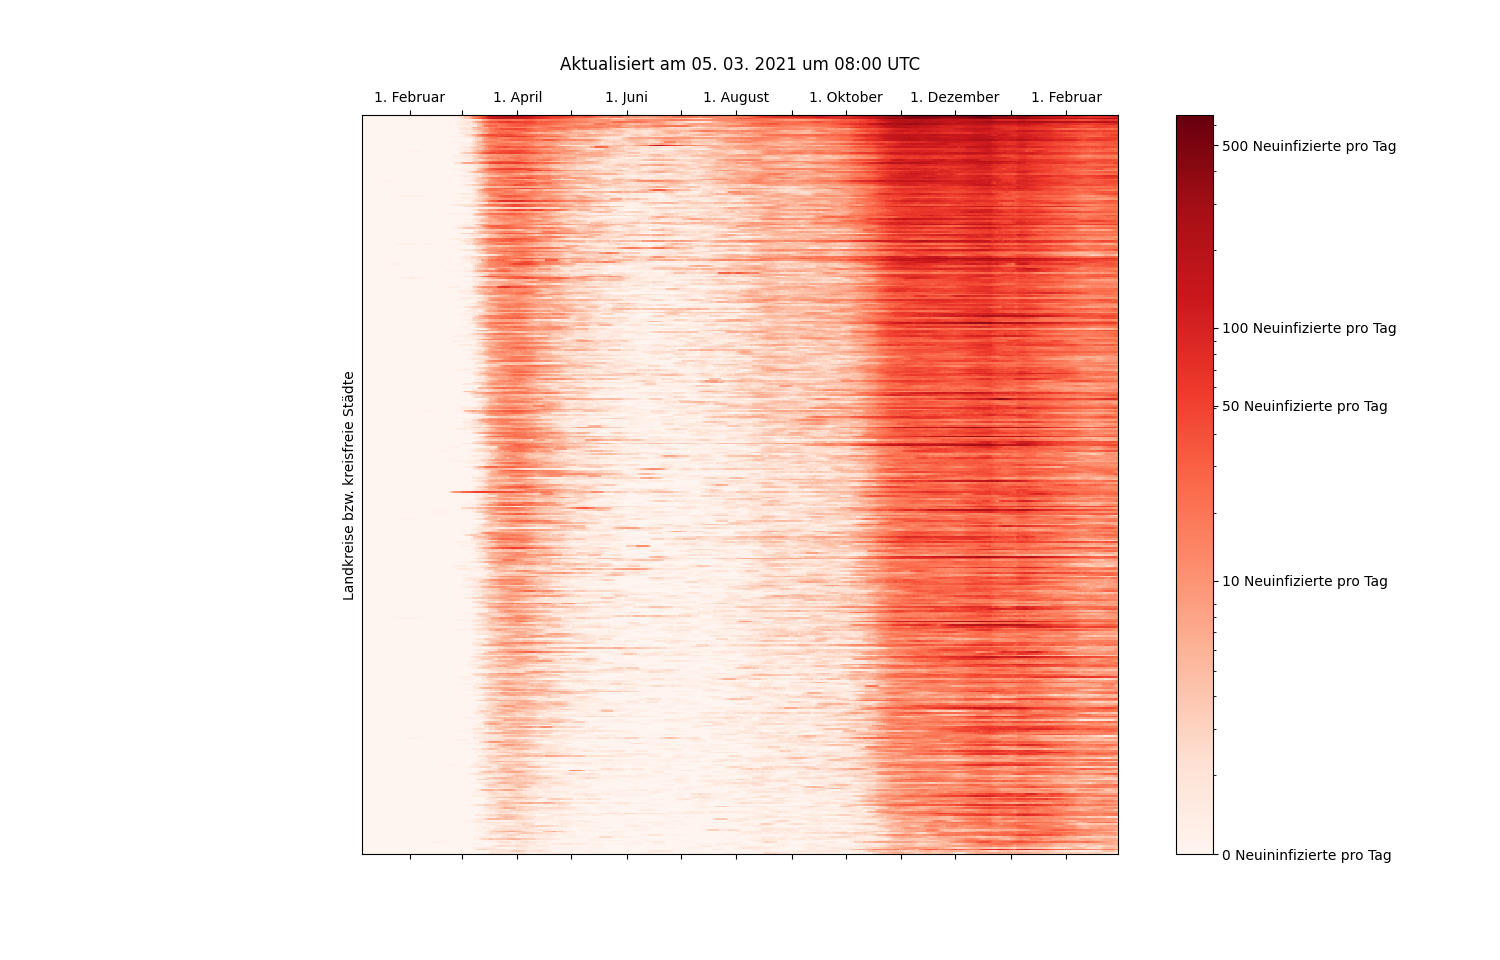 Aktualisiert am 05. 03. 2021 um 08:00 UTC
1. Februar 1. April 1. Juni 1. August 1. Oktober 1. Dezember 1. Februar
Landkreise bzw. kreisfreie Städte
500 Neuinfizierte pro Tag
100 Neuinfizierte pro Tag
50 Neuinfizierte pro Tag
10 Neuinfizierte pro Tag
0 Neuininfizierte pro Tag